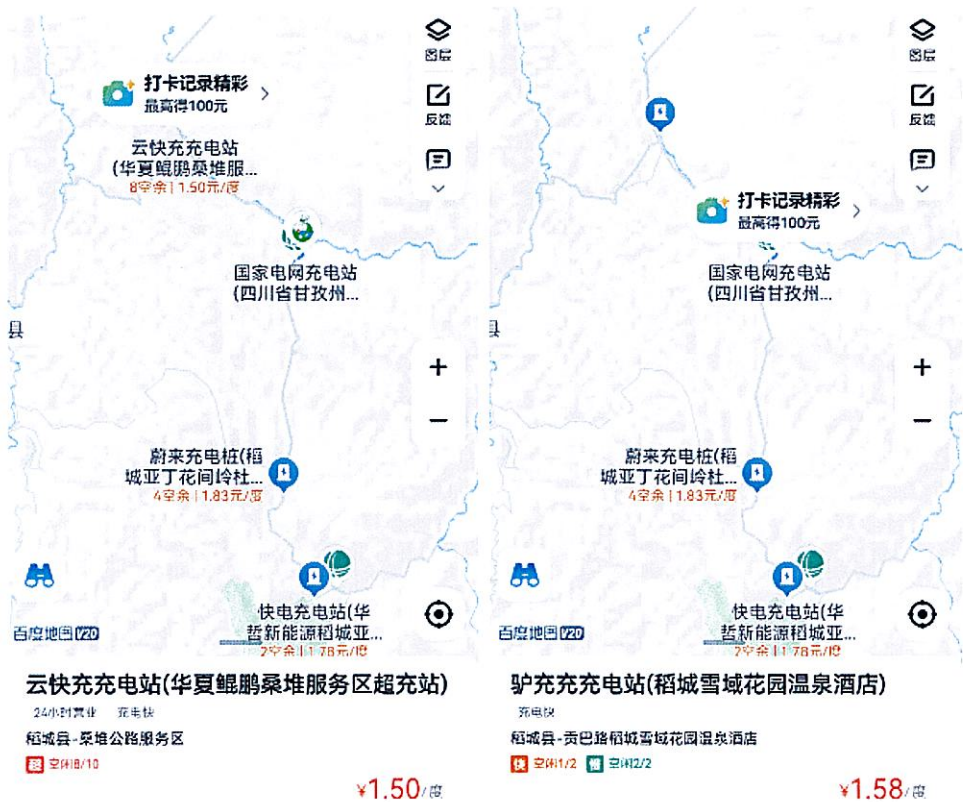 图层
打卡记录精彩
最高得100元
反馈
云快充充电站
(华夏鲲鹏桑堆服...
8空余|1.50元/度
国家电网充电站
(四川省甘孜州...
县
蔚来充电桩(稻
城亚丁花间岭杜...
4空余|1.83元/度
快电充电站(华
哲新能源稻城亚...
2空余|1.78元/度
百度地图 V20
云快充充电站(华夏鲲鹏桑堆服务区超充站)
24小时营业 充电快
稻城县-桑堆公路服务区
超 空闲8/10
¥1.50/度
图层
反馈
打卡记录精彩
最高得100元
国家电网充电站
(四川省甘孜州...
县
蔚来充电桩(稻
城亚丁花间岭杜...
4空余|1.83元/度
快电充电站(华
哲新能源稻城亚...
2空余|1.78元/度
百度地图 V20
驴充充充电站(稻城雪域花园温泉酒店)
充电快
稻城县-贡巴路稻城雪域花园温泉酒店
快 空闲1/2 慢 空闲2/2
¥1.58/度